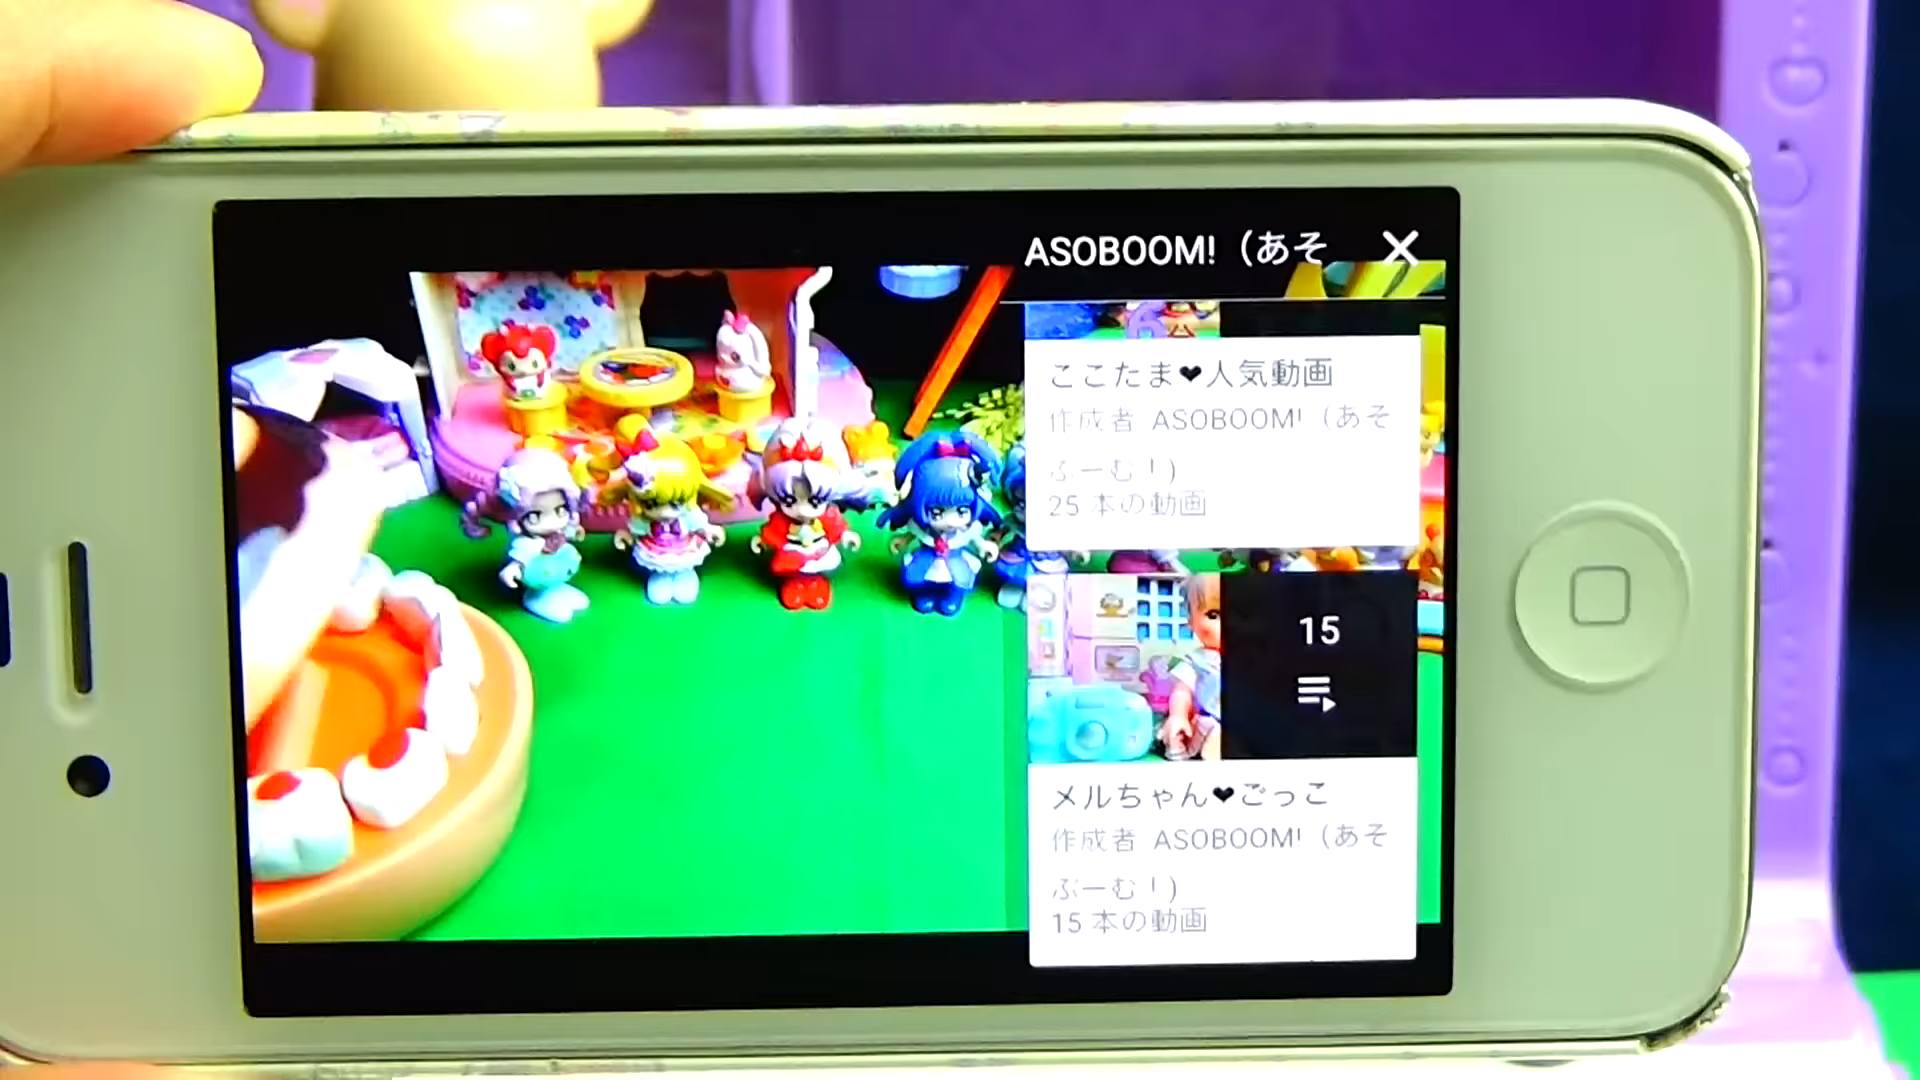 ASOBOOM!（あそ
ここたま❤人気動画
作成者 ASOBOOM!（あそ
ぶーむ！)
25 本の動画
15
メルちゃん❤ごっこ
作成者 ASOBOOM!（あそ
ぶーむ！)
15 本の動画